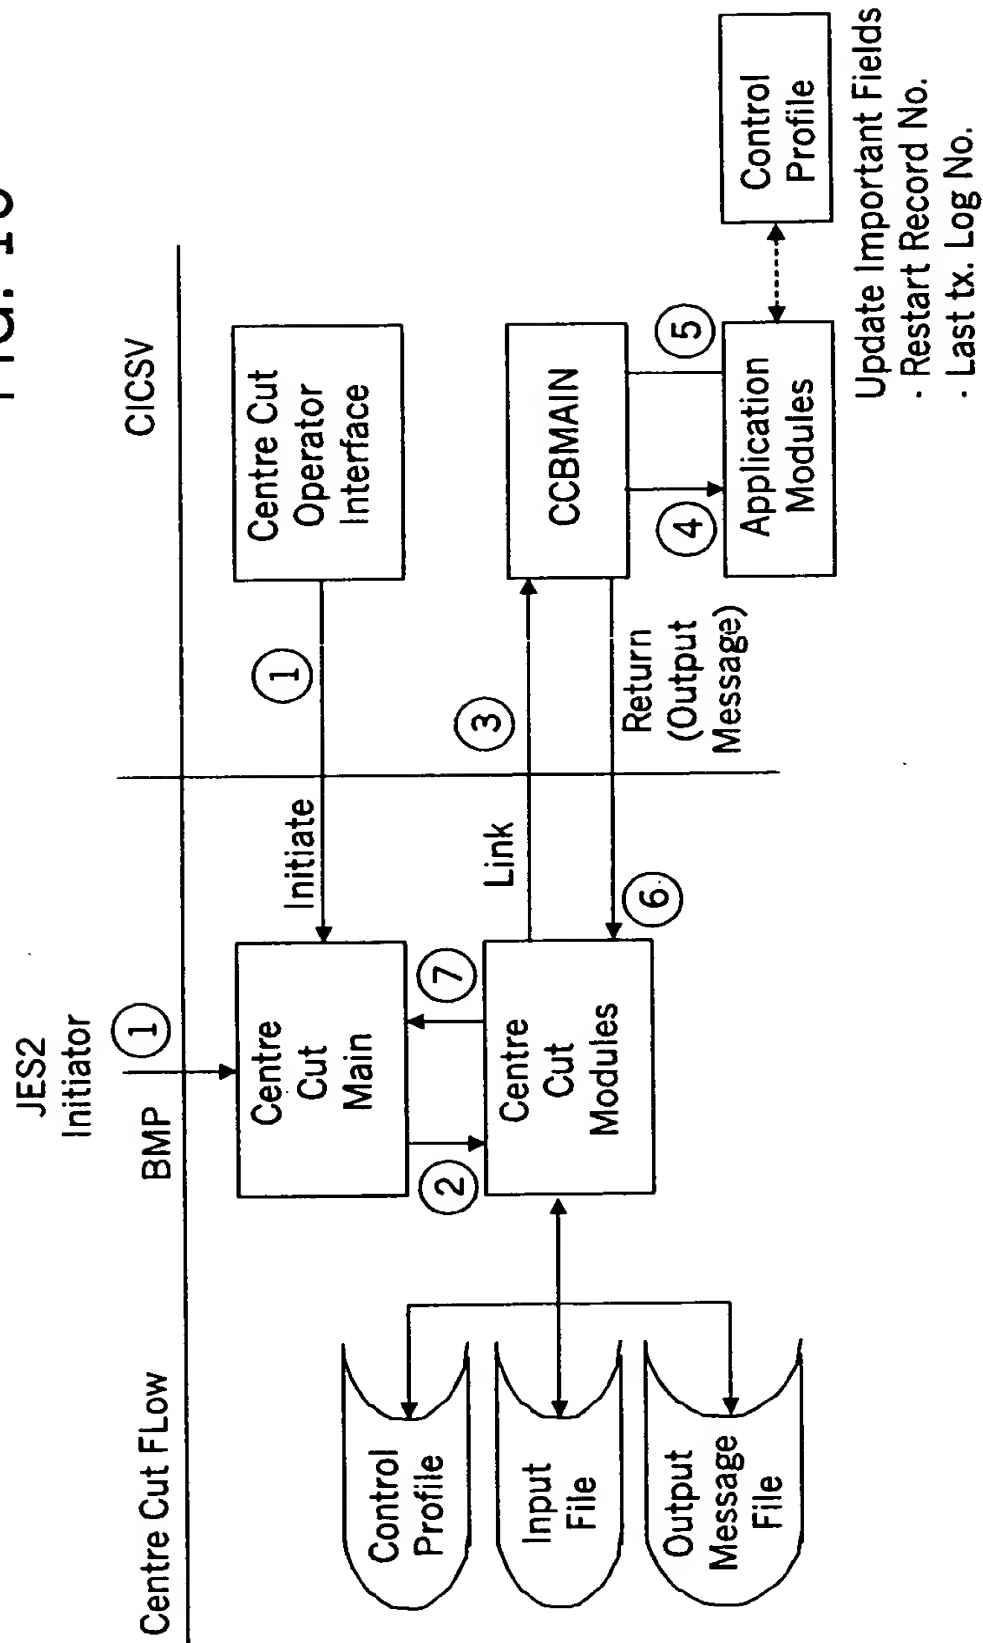 FIG.
Centre Cut FLow
JES2
Initiator
1
BMP
CICSV
Centre
Cut
Main
Initiate
1
Centre Cut
Operator
Interface
2
7
Control
Profile
Input
File
Output
Message
File
Centre
Cut
Modules
Link
3
CCBMAIN
6
Return
(Output
Message)
4
5
Application
Modules
Control
Profile
Update Important Fields
· Restart Record No.
· Last tx. Log No.